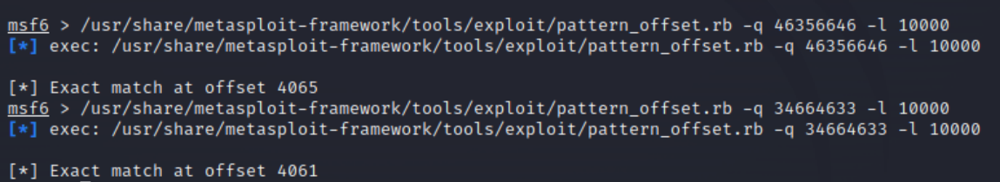 msf6 > /usr/share/metasploit-framework/tools/exploit/pattern_offset.rb -q 46356646 -l 10000
[*] exec: /usr/share/metasploit-framework/tools/exploit/pattern_offset.rb -q 46356646 -l 10000
[*] Exact match at offset 4065
msf6 > /usr/share/metasploit-framework/tools/exploit/pattern_offset.rb -q 34664633 -l 10000
[*] exec: /usr/share/metasploit-framework/tools/exploit/pattern_offset.rb -q 34664633 -l 10000
[*] Exact match at offset 4061